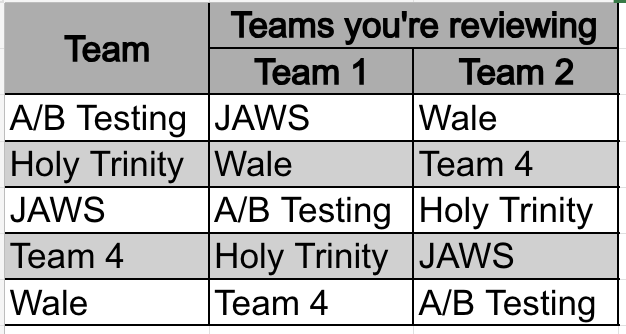 Team Teams you're reviewing
Team 1 Team 2
A/B Testing JAWS Wale
Holy Trinity Wale Team 4
JAWS A/B Testing Holy Trinity
Team 4 Holy Trinity JAWS
Wale Team 4 A/B Testing